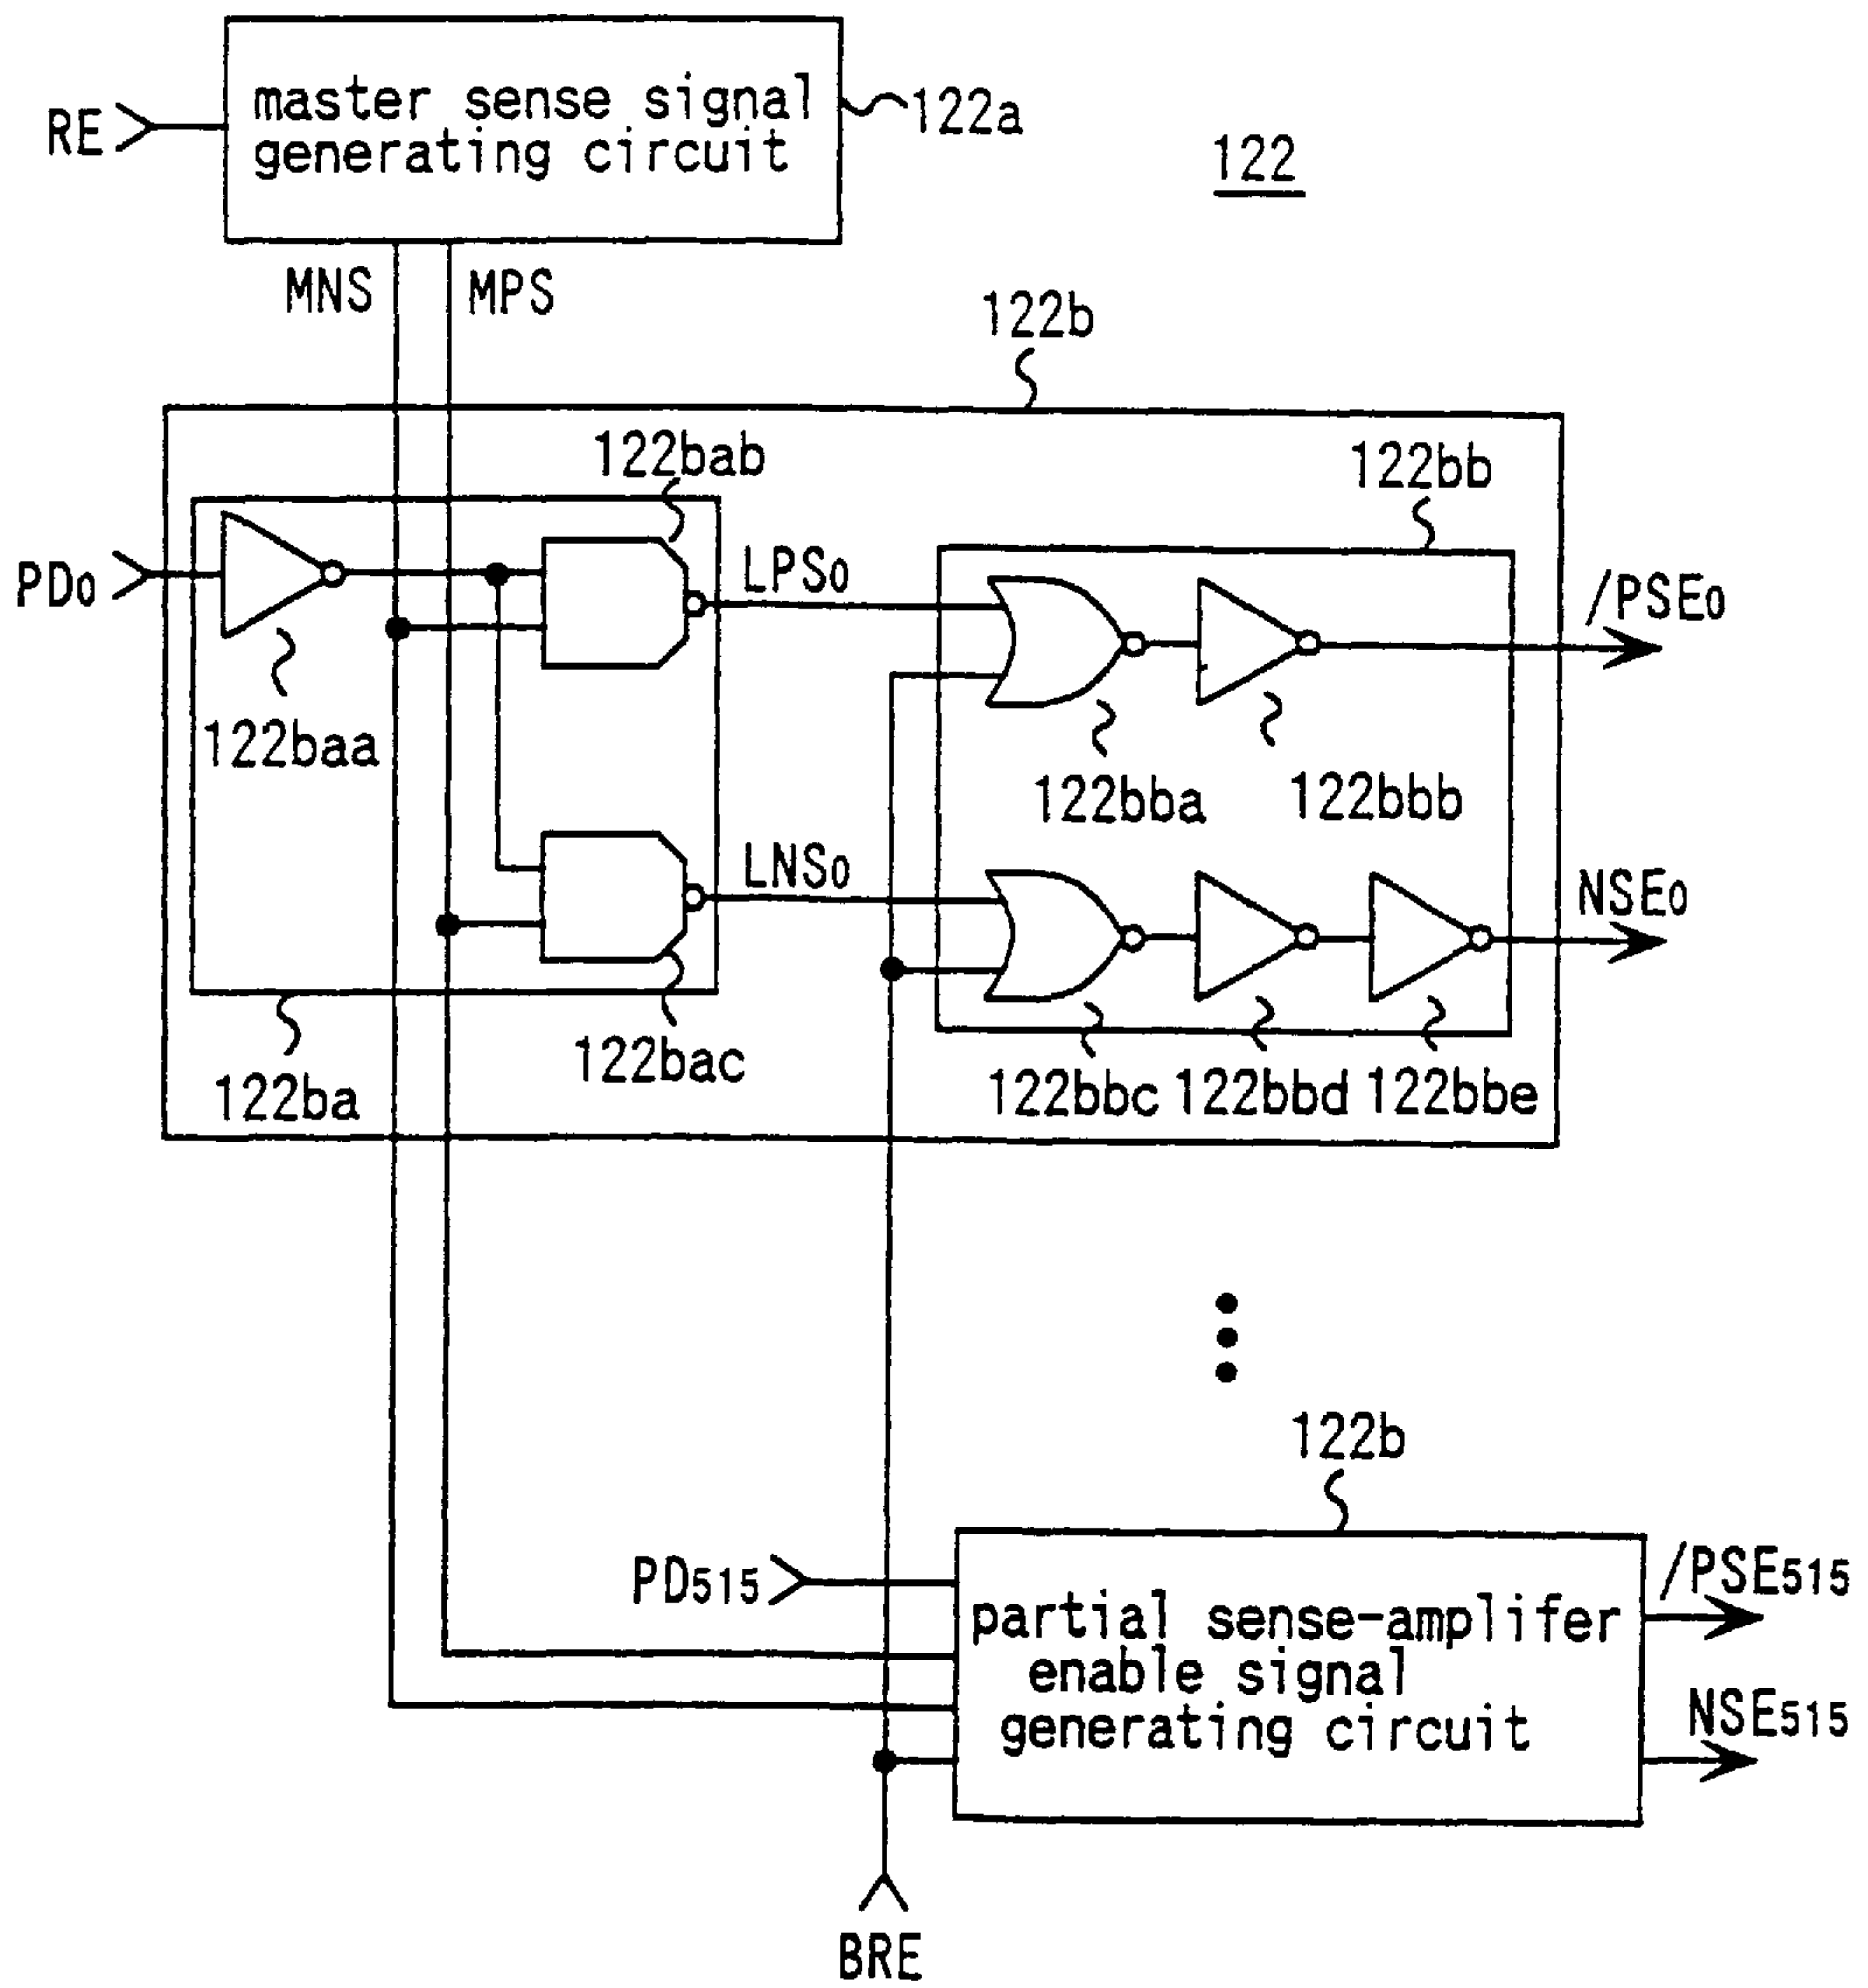 master sense signal
generating circuit
RE
122a
122
MNS
MPS
122b
122bab
122bb
PD0
LPS0
/PSE0
122baa
122bba
122bbb
LNS0
NSE0
122bac
122ba
122bbc
122bbd
122bbe
122b
PD515
partial sense-amplifer
enable signal
generating circuit
/PSE515
NSE515
BRE